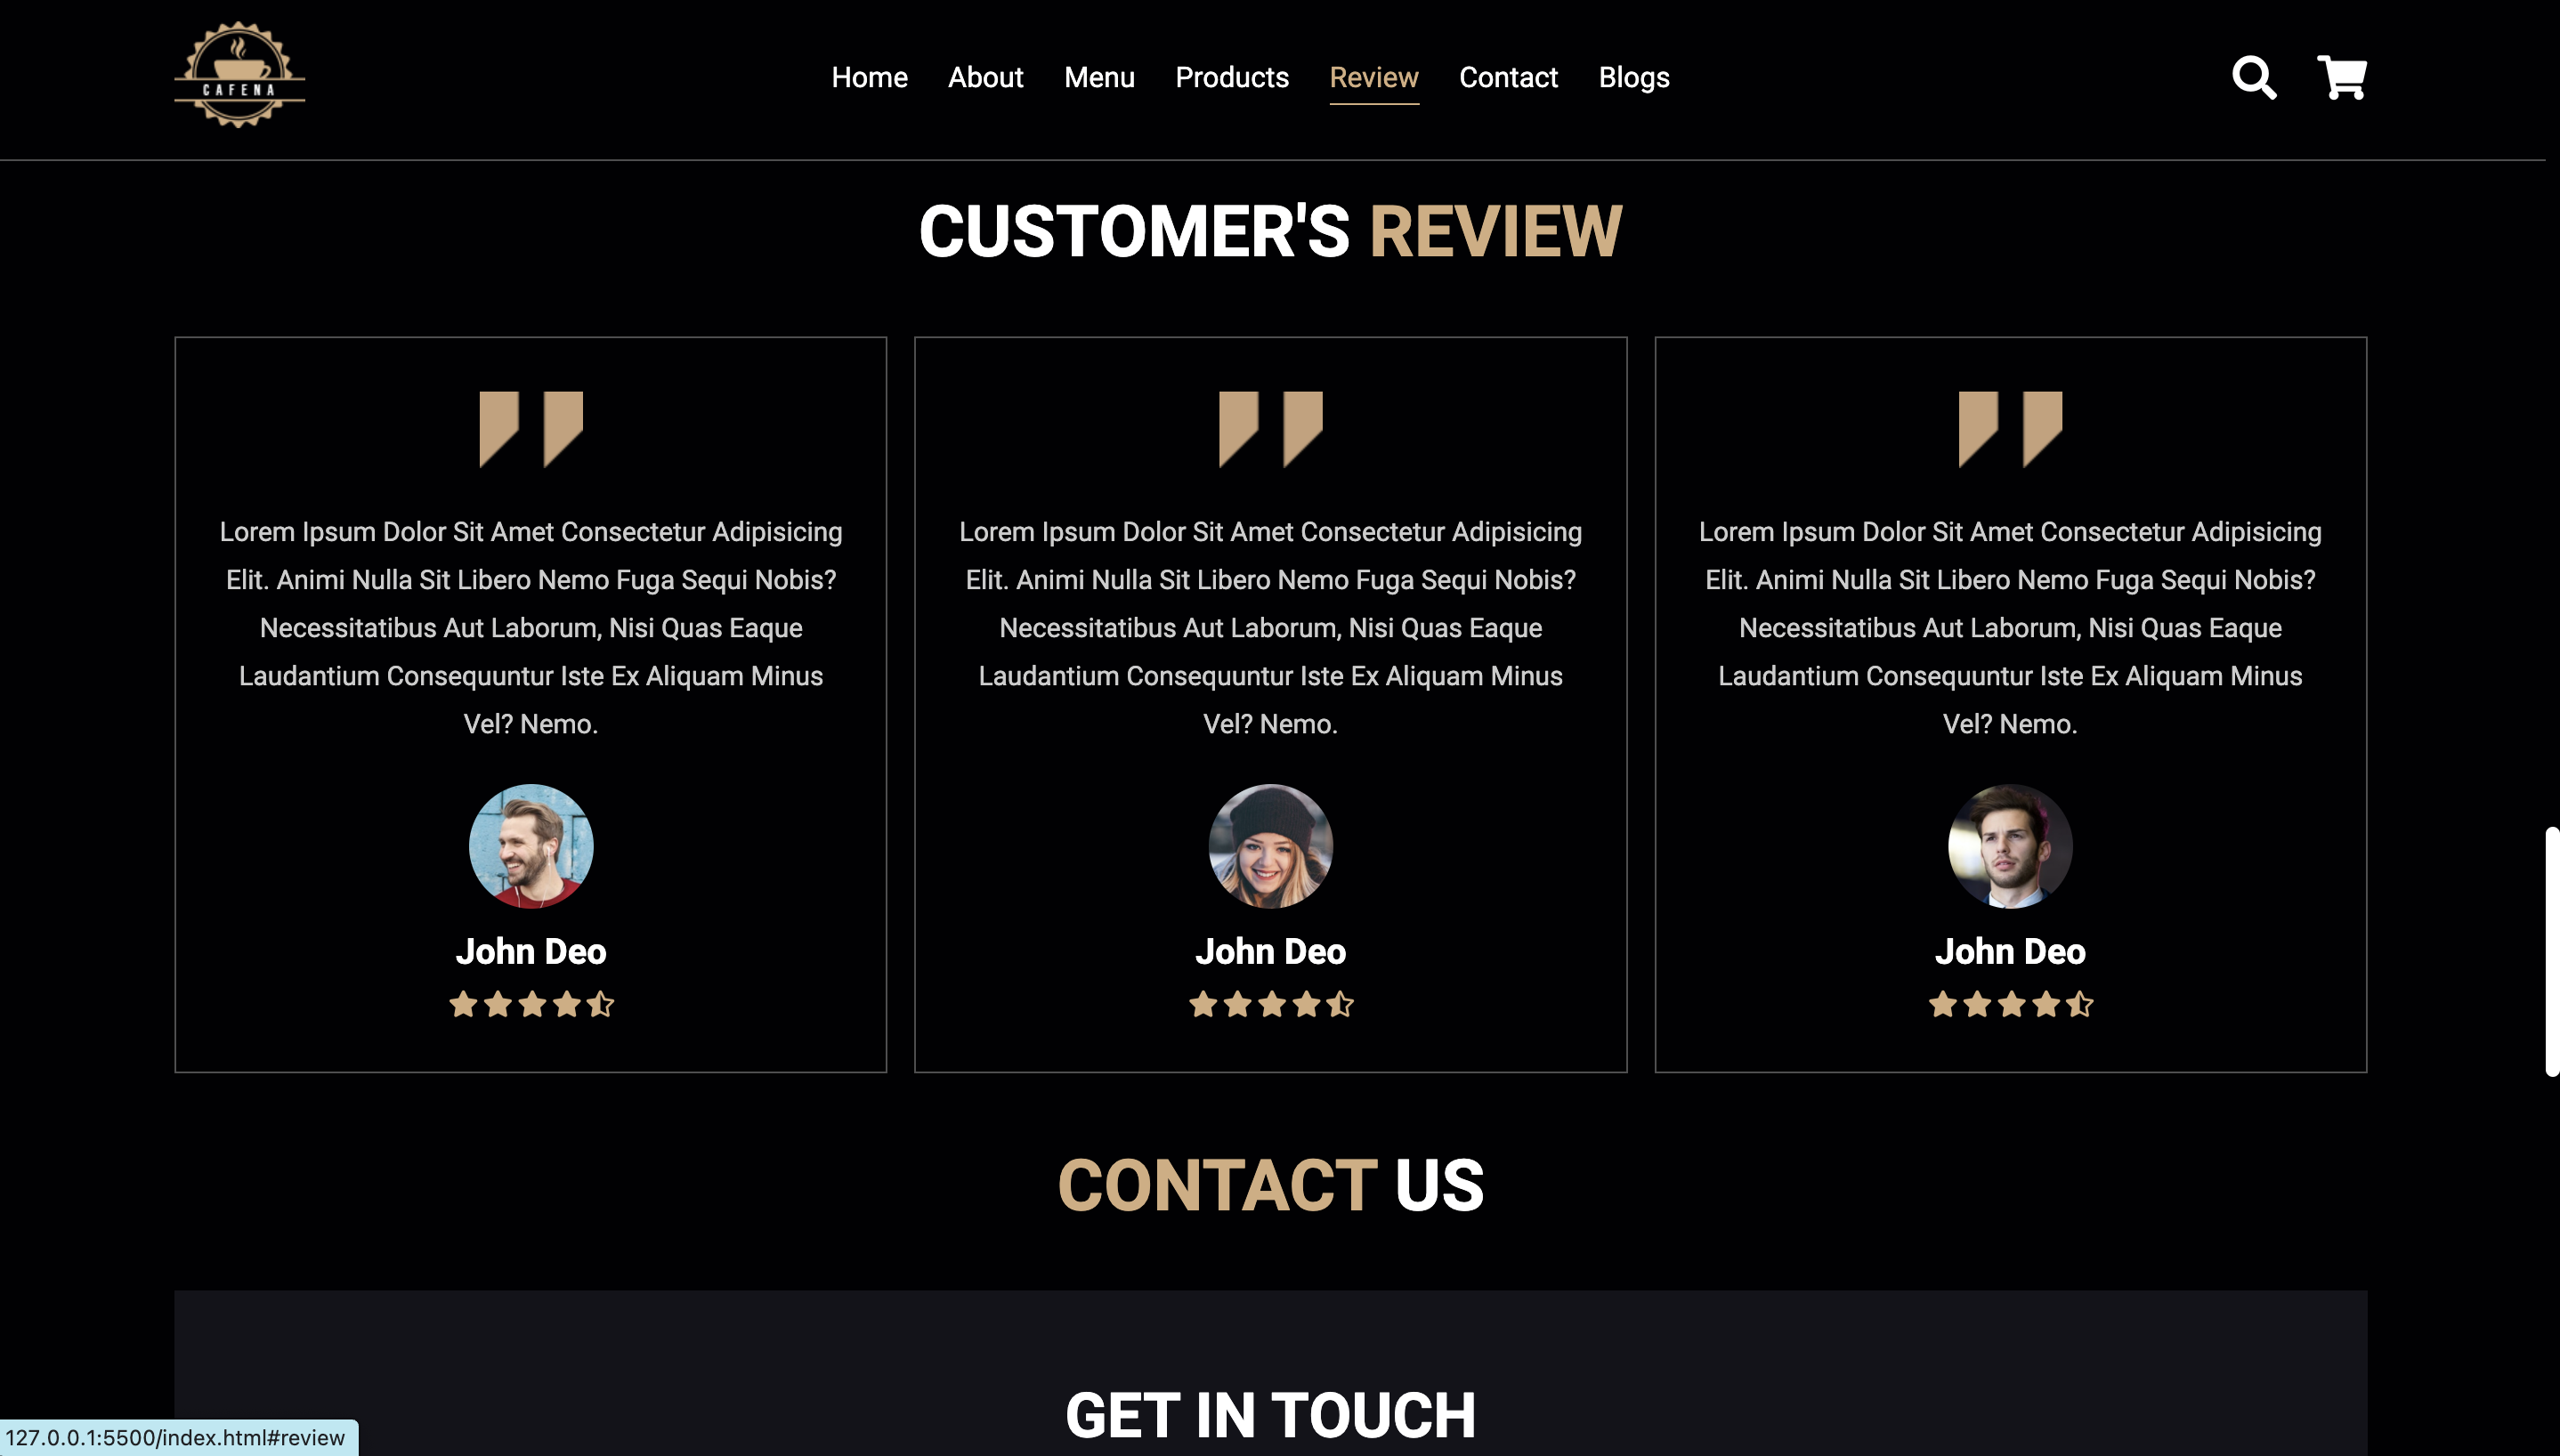 CAFENA
Home About Menu Products Review Contact Blogs
CUSTOMER'S REVIEW
Lorem Ipsum Dolor Sit Amet Consectetur Adipisicing
Elit. Animi Nulla Sit Libero Nemo Fuga Sequi Nobis?
Necessitatibus Aut Laborum, Nisi Quas Eaque
Laudantium Consequuntur Iste Ex Aliquam Minus
Vel? Nemo.
John Deo
Lorem Ipsum Dolor Sit Amet Consectetur Adipisicing
Elit. Animi Nulla Sit Libero Nemo Fuga Sequi Nobis?
Necessitatibus Aut Laborum, Nisi Quas Eaque
Laudantium Consequuntur Iste Ex Aliquam Minus
Vel? Nemo.
John Deo
Lorem Ipsum Dolor Sit Amet Consectetur Adipisicing
Elit. Animi Nulla Sit Libero Nemo Fuga Sequi Nobis?
Necessitatibus Aut Laborum, Nisi Quas Eaque
Laudantium Consequuntur Iste Ex Aliquam Minus
Vel? Nemo.
John Deo
CONTACT US
GET IN TOUCH
127.0.0.1:5500/index.html#review